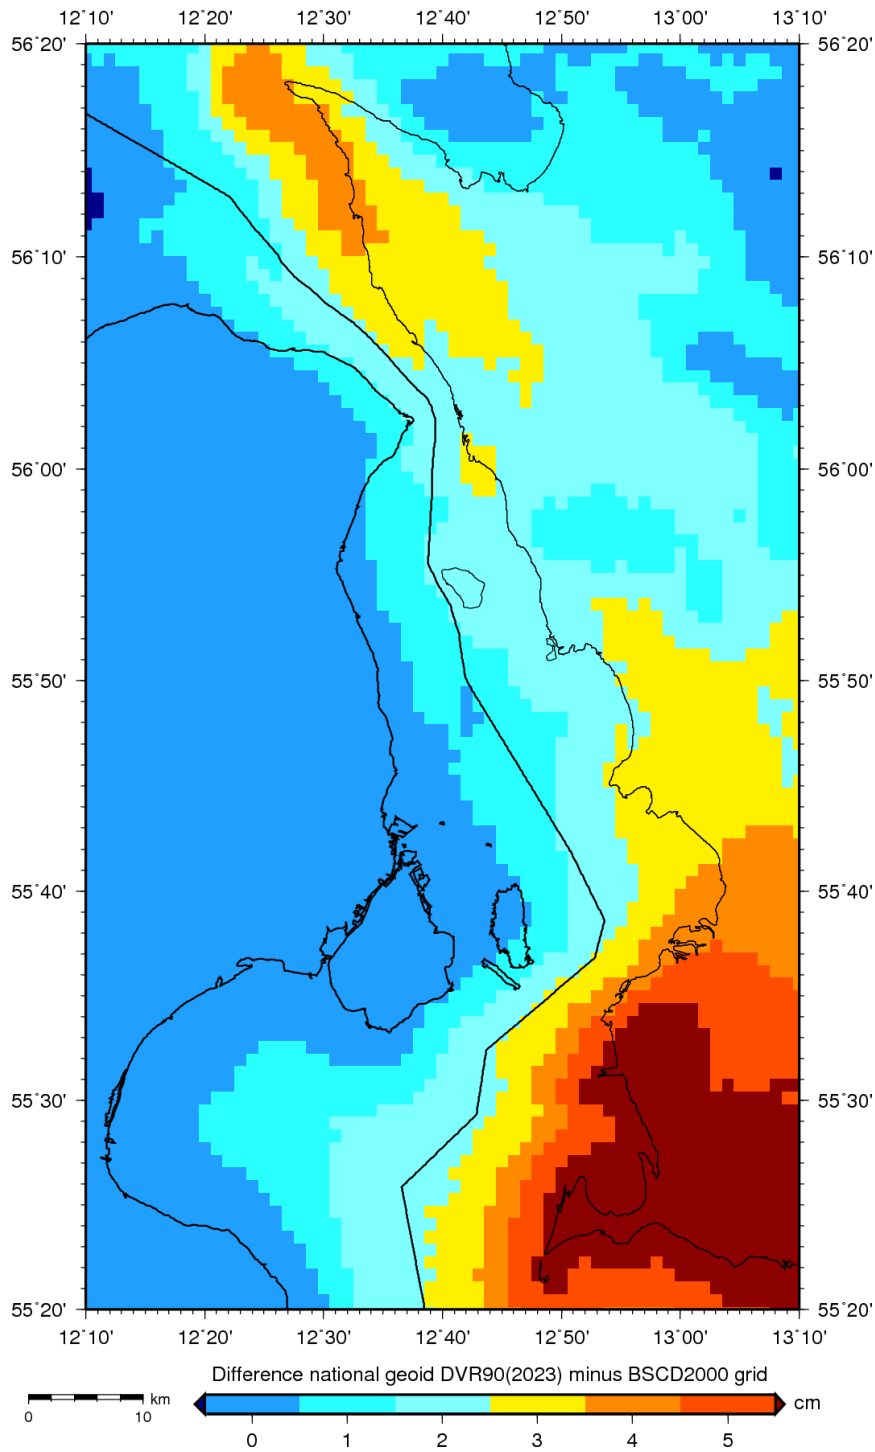 12˚10' 12˚20' 12˚30' 12˚40' 12˚50' 13˚00' 13˚10'
56˚20' 56˚20'
56˚10' 56˚10'
56˚00' 56˚00'
55˚50' 55˚50'
55˚40' 55˚40'
55˚30' 55˚30'
55˚20' 55˚20'
12˚10' 12˚20' 12˚30' 12˚40' 12˚50' 13˚00' 13˚10'
Difference national geoid DVR90(2023) minus BSCD2000 grid
km cm
0 10
0 1 2 3 4 5